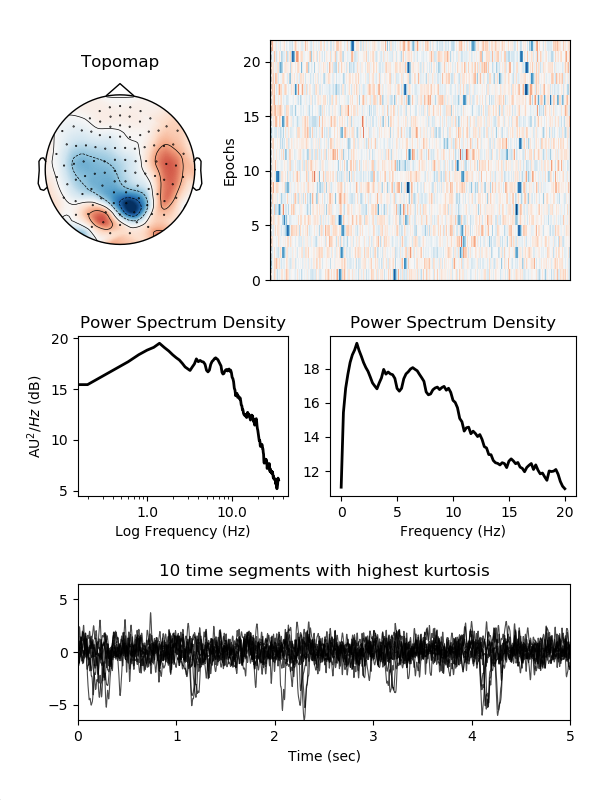 Topomap
Epochs
20
15
10
5
0
Power Spectrum Density
AU²/Hz (dB)
20
15
10
5
1.0 10.0
Log Frequency (Hz)
Power Spectrum Density
18
16
14
12
0 5 10 15 20
Frequency (Hz)
10 time segments with highest kurtosis
5
0
−5
0 1 2 3 4 5
Time (sec)